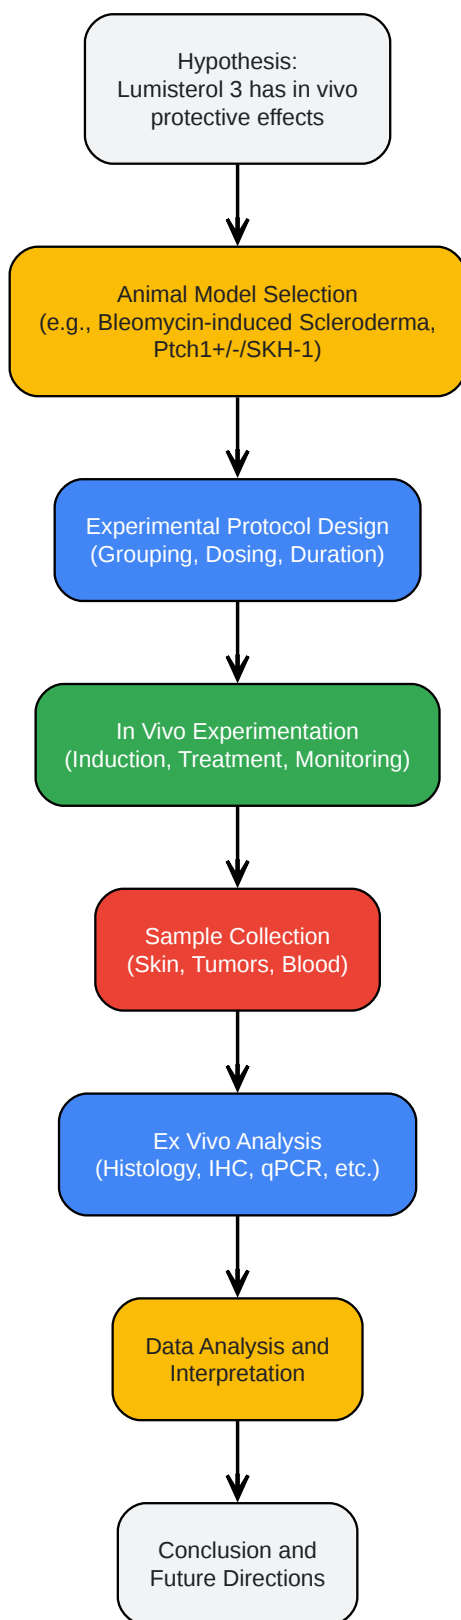 Hypothesis:
Lumisterol 3 has in vivo
protective effects
Animal Model Selection
(e.g., Bleomycin-induced Scleroderma,
Ptch1+/-/SKH-1)
Experimental Protocol Design
(Grouping, Dosing, Duration)
In Vivo Experimentation
(Induction, Treatment, Monitoring)
Sample Collection
(Skin, Tumors, Blood)
Ex Vivo Analysis
(Histology, IHC, qPCR, etc.)
Data Analysis and
Interpretation
Conclusion and
Future Directions